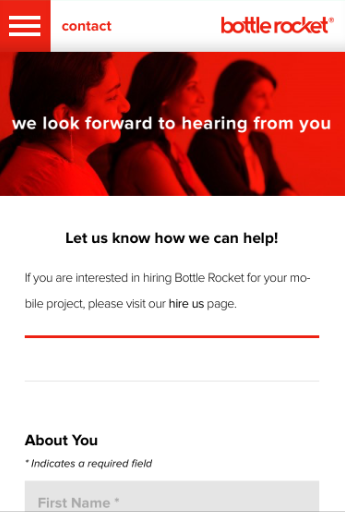 contact
bottle rocket®
we look forward to hearing from you
Let us know how we can help!
If you are interested in hiring Bottle Rocket for your mo-
bile project, please visit our hire us page.
About You
* Indicates a required field
First Name *